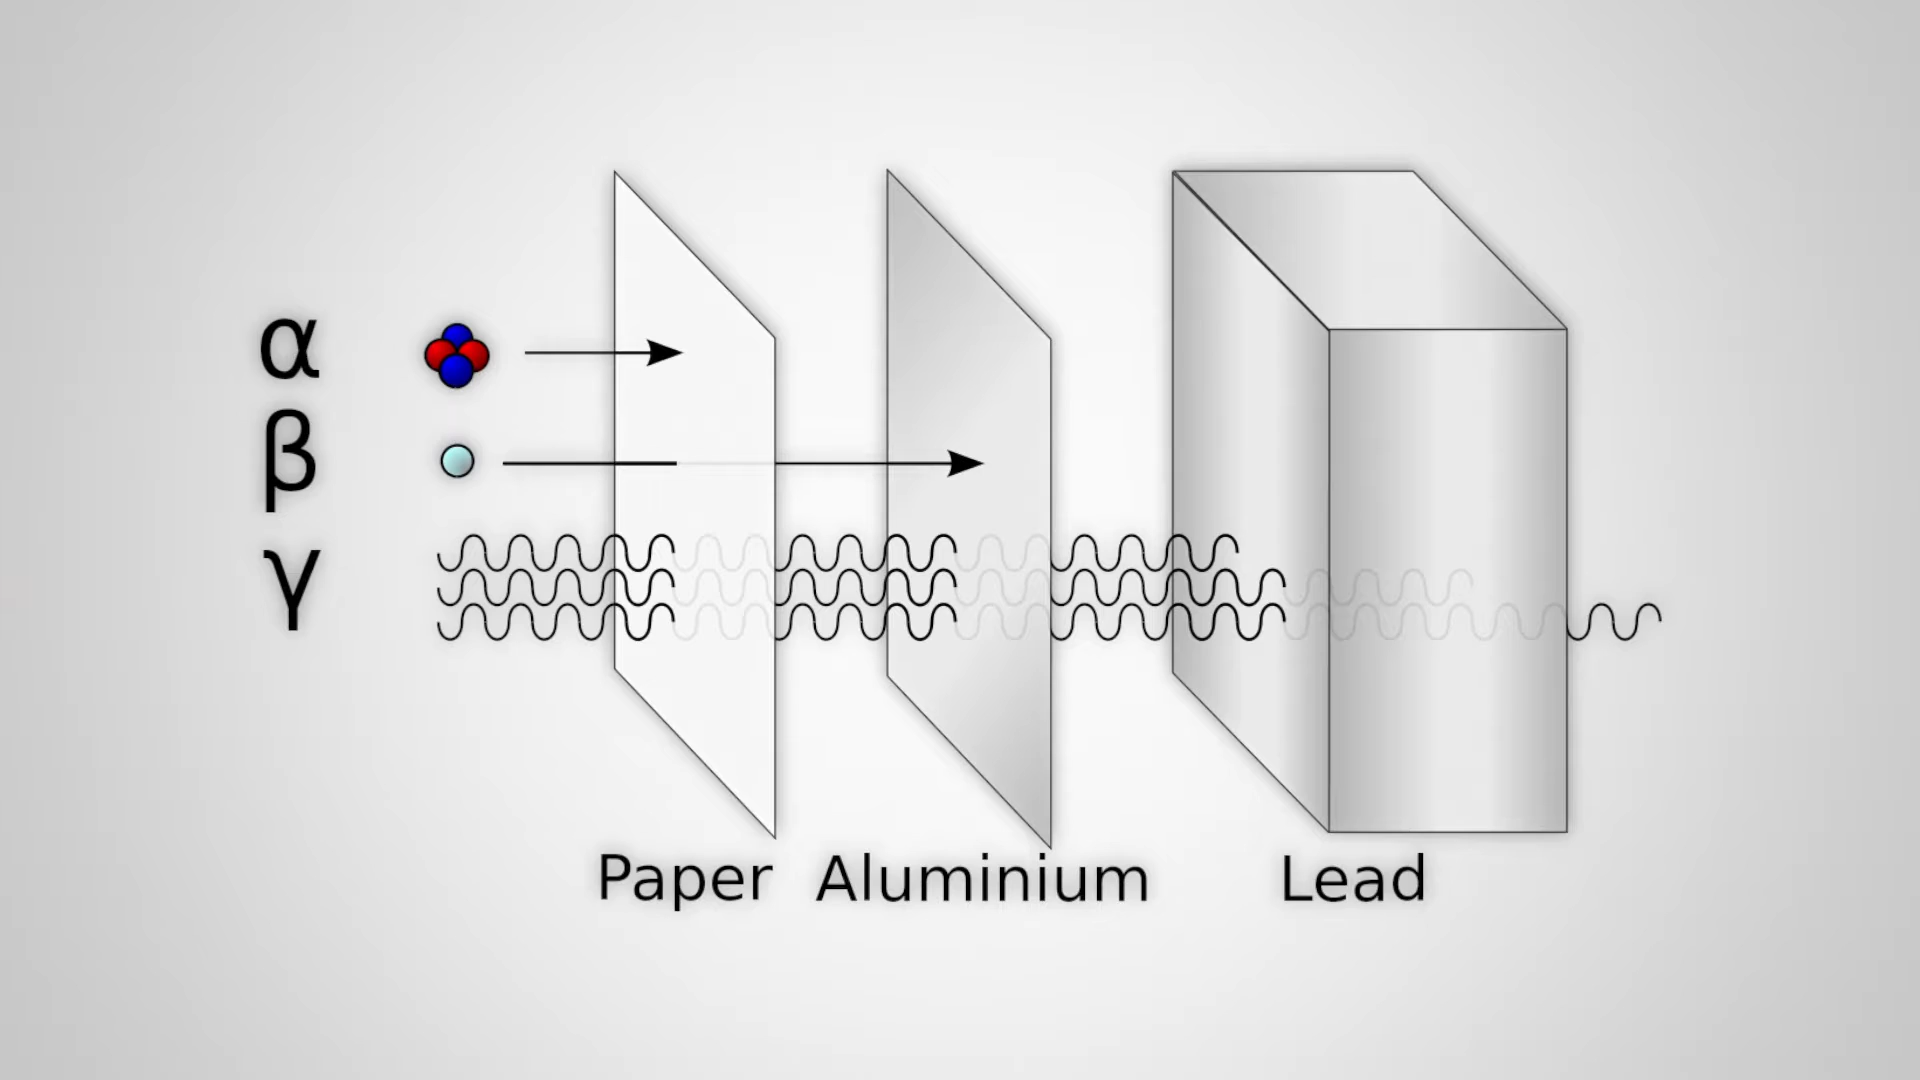 α
β
γ
Paper Aluminium Lead